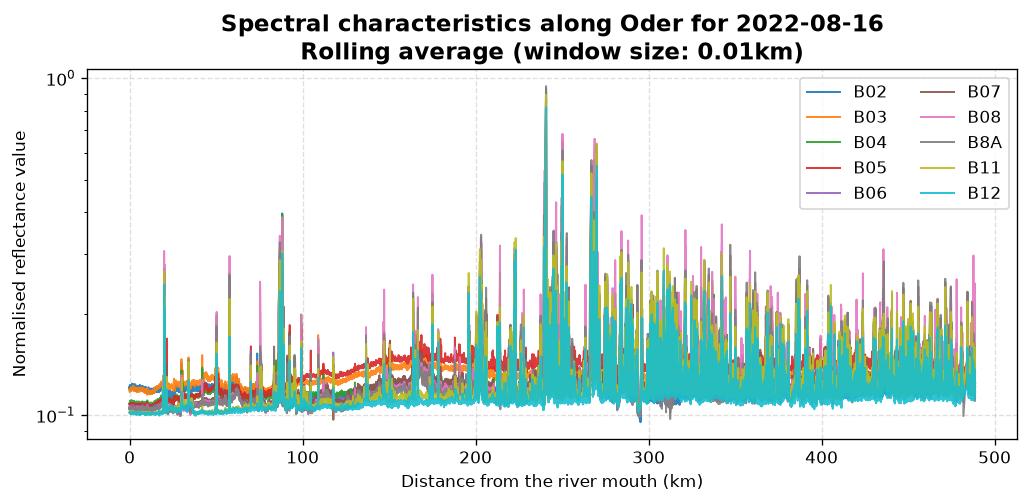 Spectral characteristics along Oder for 2022-08-16
Rolling average (window size: 0.01km)
Normalised reflectance value
10⁰
10⁻¹
B02
B03
B04
B05
B06
B07
B08
B8A
B11
B12
0 100 200 300 400 500
Distance from the river mouth (km)